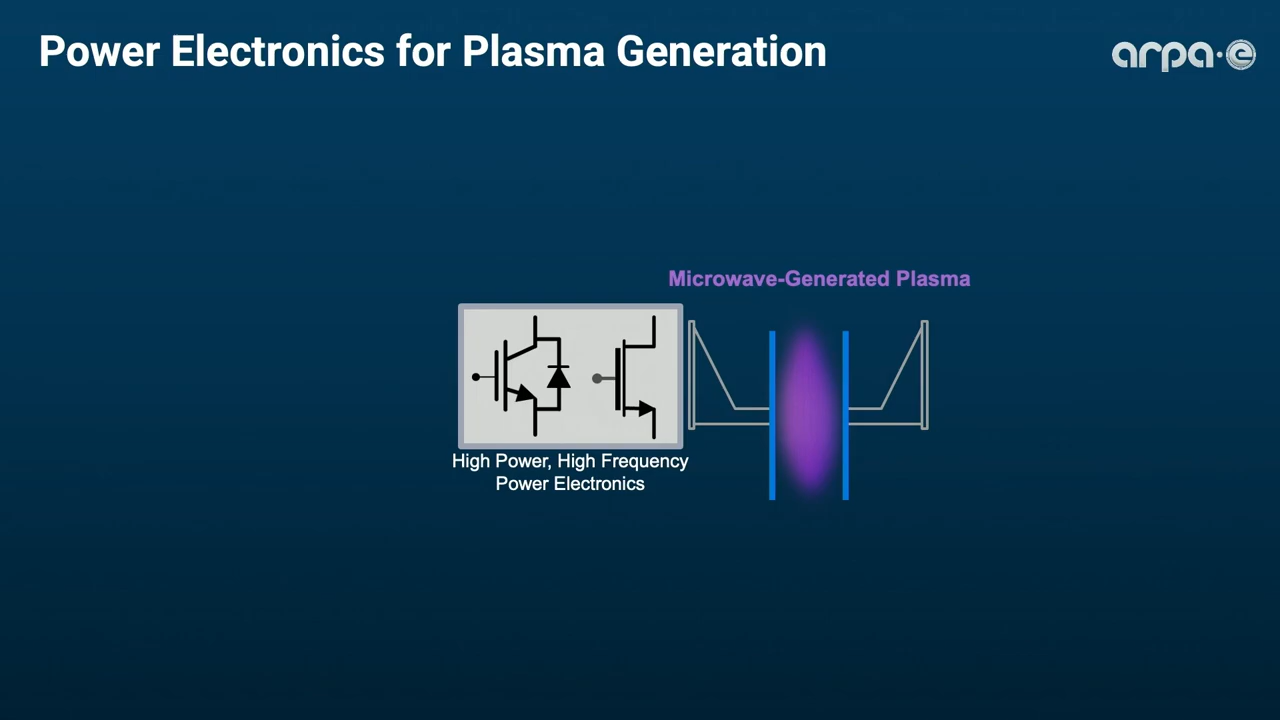 Power Electronics for Plasma Generation
arpa·e
Microwave-Generated Plasma
High Power, High Frequency
Power Electronics